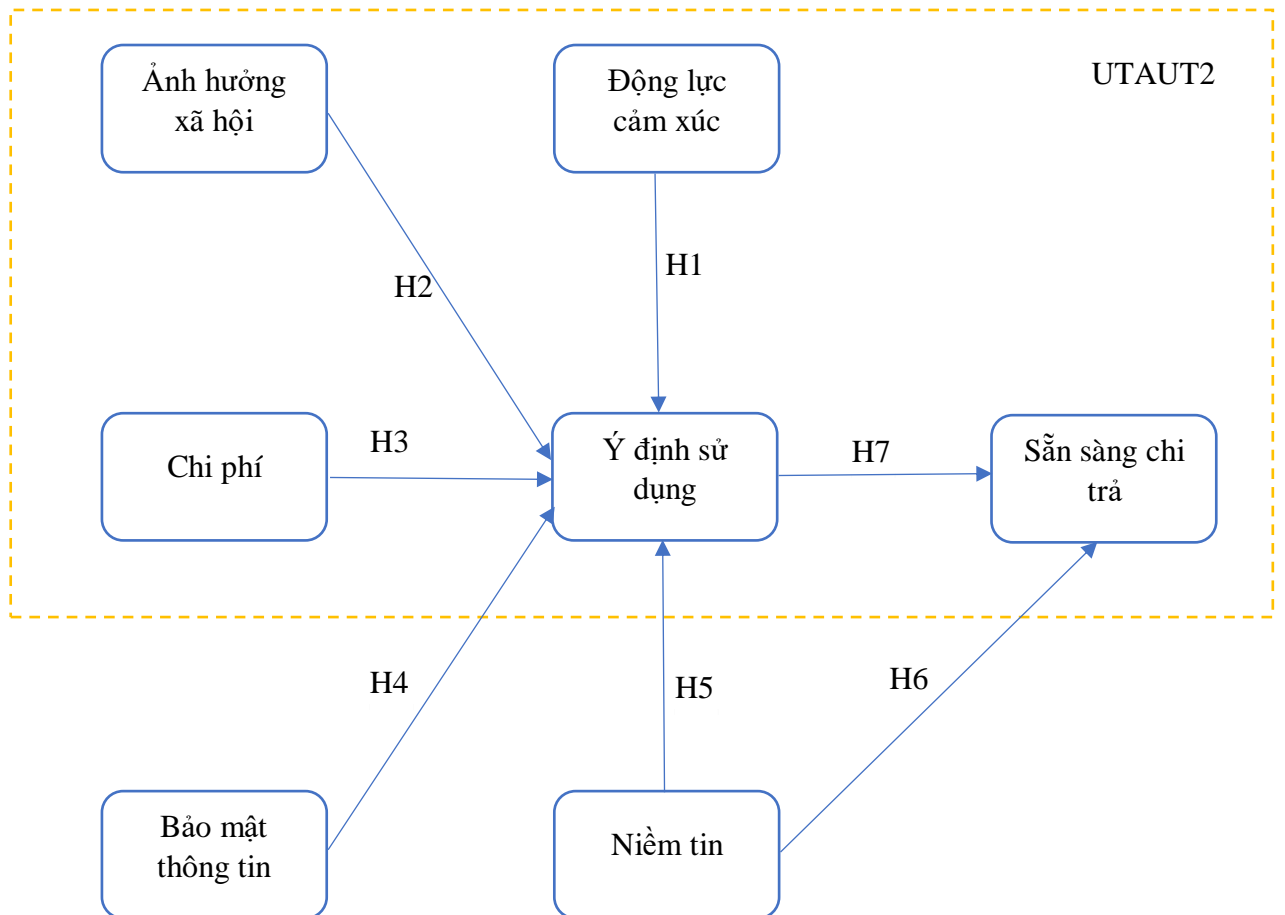 Ảnh hưởng
xã hội
Động lực
cảm xúc
UTAUT2
H1
H2
Chi phí
H3
Ý định sử
dụng
H7
Sẵn sàng chi
trả
H4
H5
H6
Bảo mật
thông tin
Niềm tin